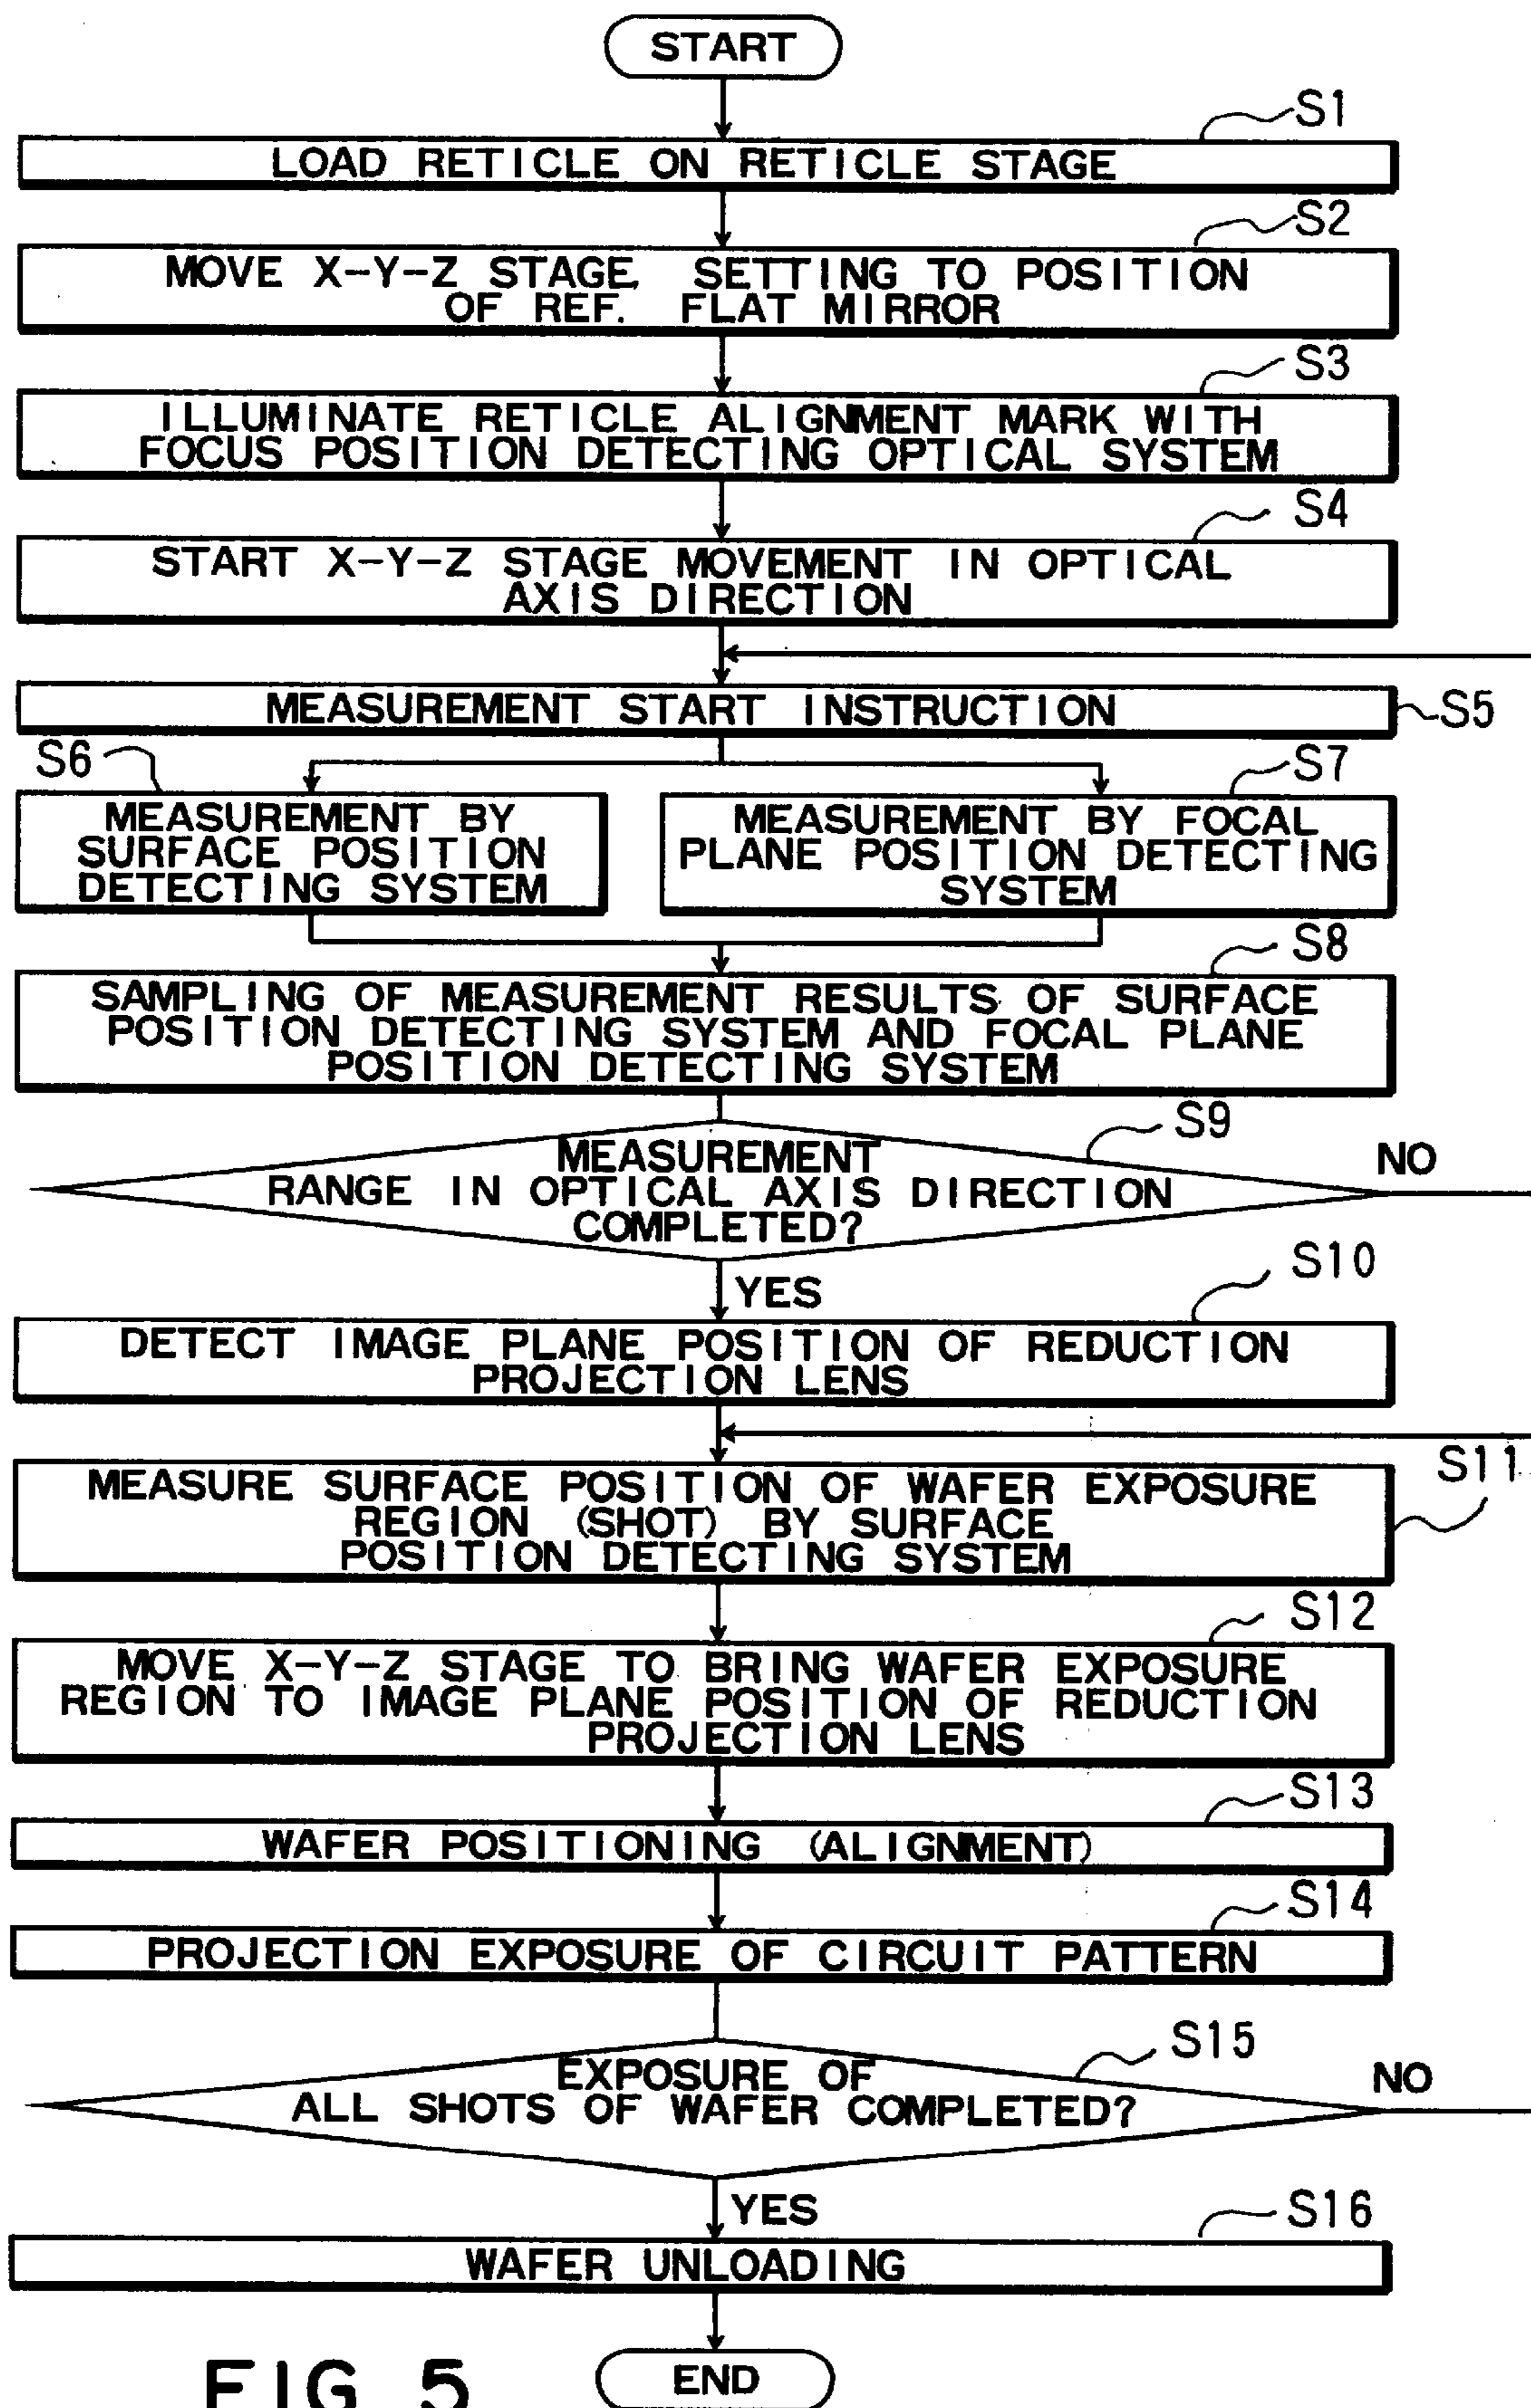 START
S1
LOAD RETICLE ON RETICLE STAGE
S2
MOVE X-Y-Z STAGE, SETTING TO POSITION
OF REF. FLAT MIRROR
S3
ILLUMINATE RETICLE ALIGNMENT MARK WITH
FOCUS POSITION DETECTING OPTICAL SYSTEM
S4
START X-Y-Z STAGE MOVEMENT IN OPTICAL
AXIS DIRECTION
MEASUREMENT START INSTRUCTION
S5
S6
MEASUREMENT BY
SURFACE POSITION
DETECTING SYSTEM
S7
MEASUREMENT BY FOCAL
PLANE POSITION DETECTING
SYSTEM
S8
SAMPLING OF MEASUREMENT RESULTS OF SURFACE
POSITION DETECTING SYSTEM AND FOCAL PLANE
POSITION DETECTING SYSTEM
S9
MEASUREMENT
RANGE IN OPTICAL AXIS DIRECTION
COMPLETED?
NO
YES
S10
DETECT IMAGE PLANE POSITION OF REDUCTION
PROJECTION LENS
S11
MEASURE SURFACE POSITION OF WAFER EXPOSURE
REGION (SHOT) BY SURFACE
POSITION DETECTING SYSTEM
S12
MOVE X-Y-Z STAGE TO BRING WAFER EXPOSURE
REGION TO IMAGE PLANE POSITION OF REDUCTION
PROJECTION LENS
S13
WAFER POSITIONING (ALIGNMENT)
S14
PROJECTION EXPOSURE OF CIRCUIT PATTERN
S15
EXPOSURE OF
ALL SHOTS OF WAFER COMPLETED?
NO
YES
S16
WAFER UNLOADING
END
FIG. 5